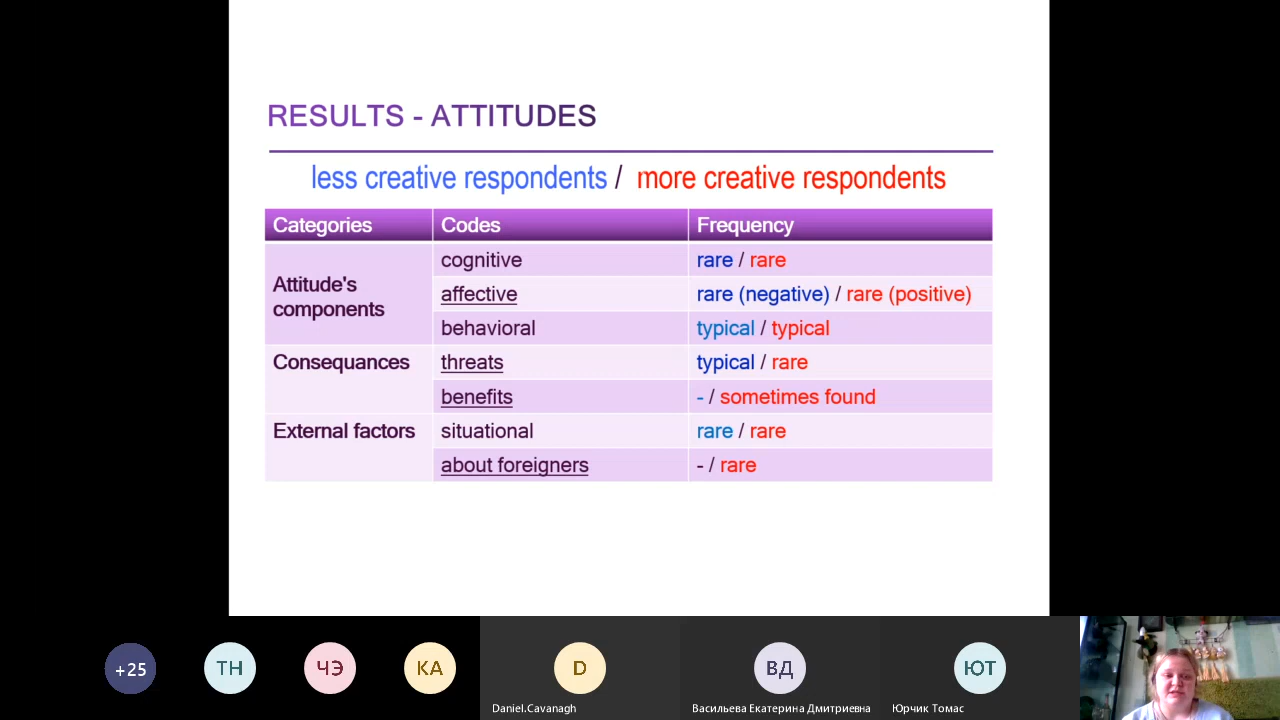 RESULTS - ATTITUDES
less creative respondents / more creative respondents
Categories Codes Frequency
Attitude's components
cognitive rare / rare
affective rare (negative) / rare (positive)
behavioral typical / typical
Consequances threats typical / rare
benefits - / sometimes found
External factors situational rare / rare
about foreigners - / rare
+25 ТН ЧЭ КА D ВД ЮТ
Daniel.Cavanagh Васильева Екатерина Дмитриевна Юрчик Томас